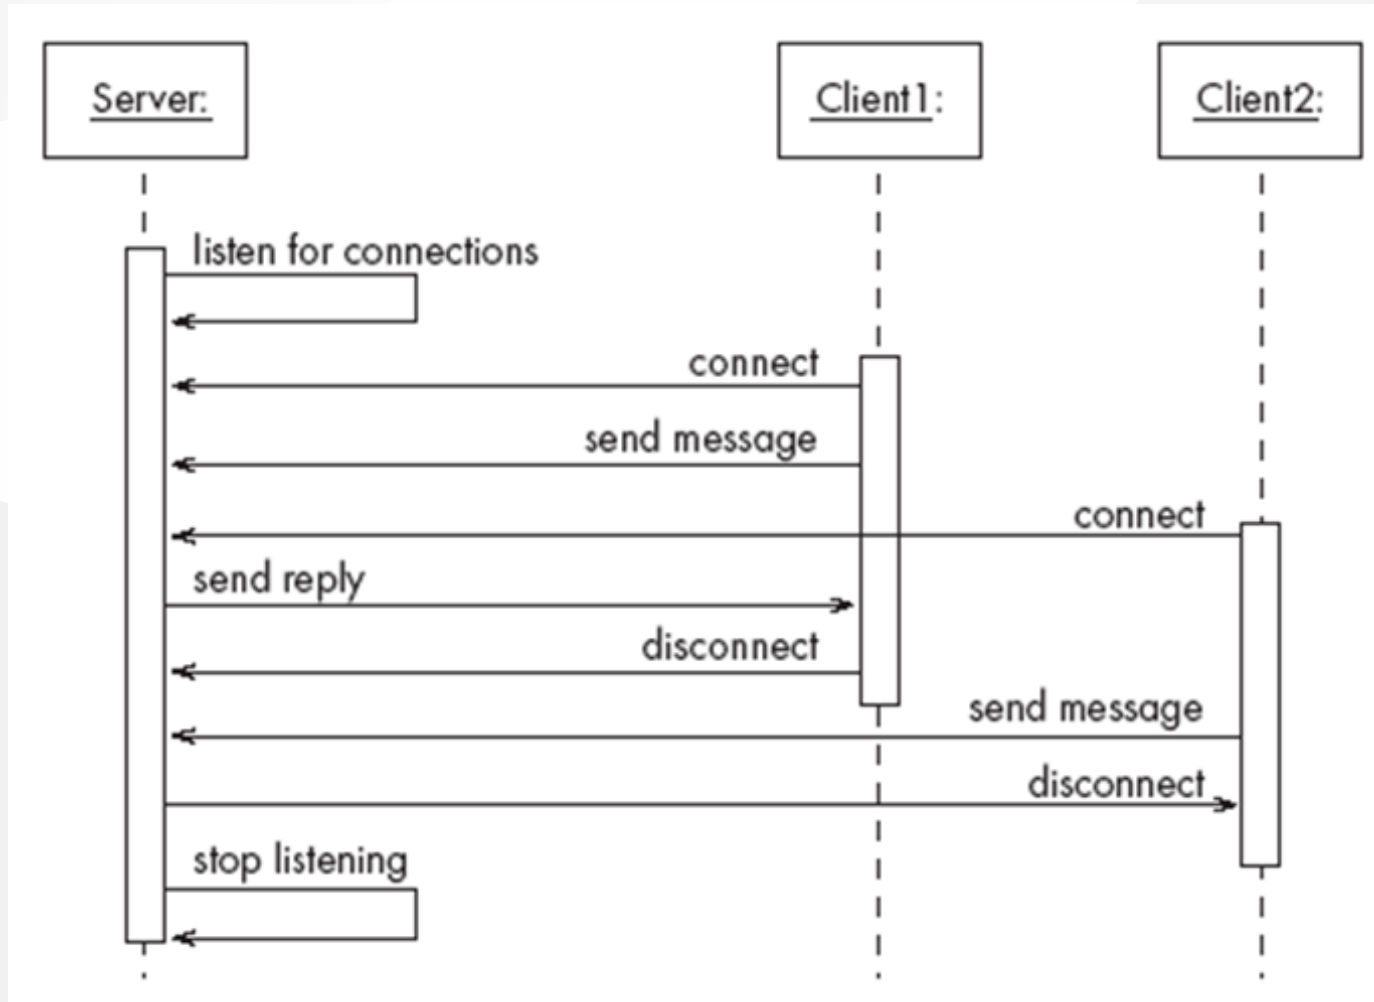 Server:
Client1:
Client2:
listen for connections
connect
send message
connect
send reply
disconnect
send message
disconnect
stop listening